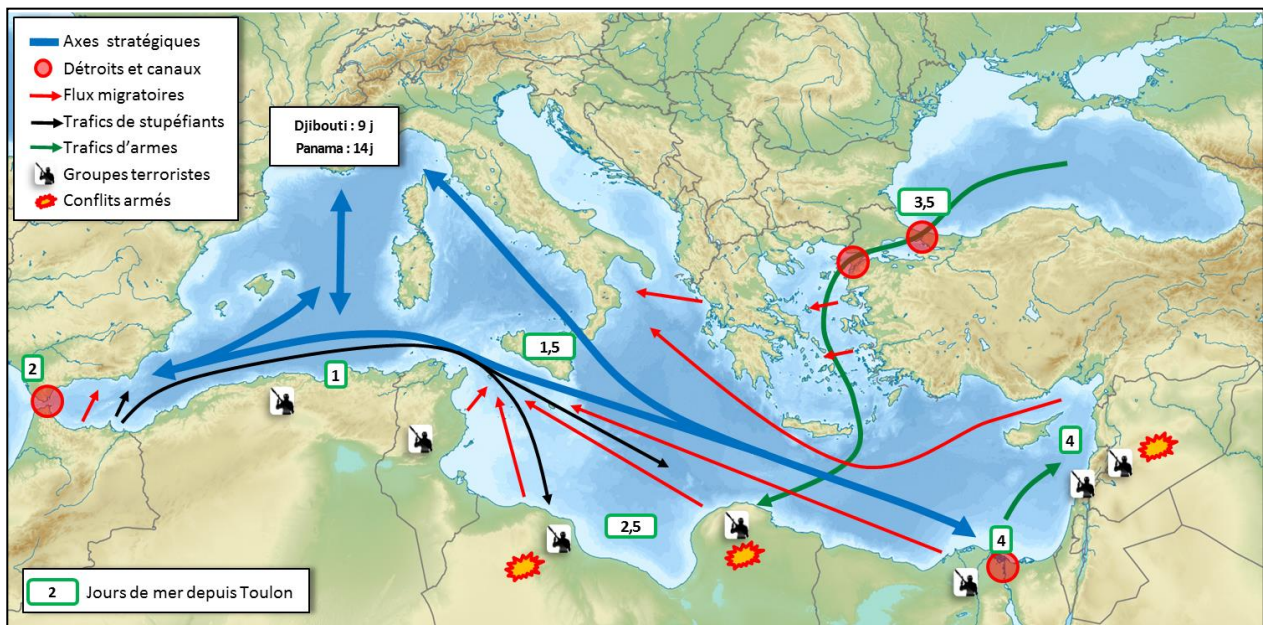 Axes stratégiques
Détroits et canaux
Flux migratoires
Trafics de stupéfiants
Trafics d'armes
Groupes terroristes
Conflits armés
Djibouti : 9 j
Panama : 14 j
3,5
1,5
2
1
4
2,5
4
2 Jours de mer depuis Toulon